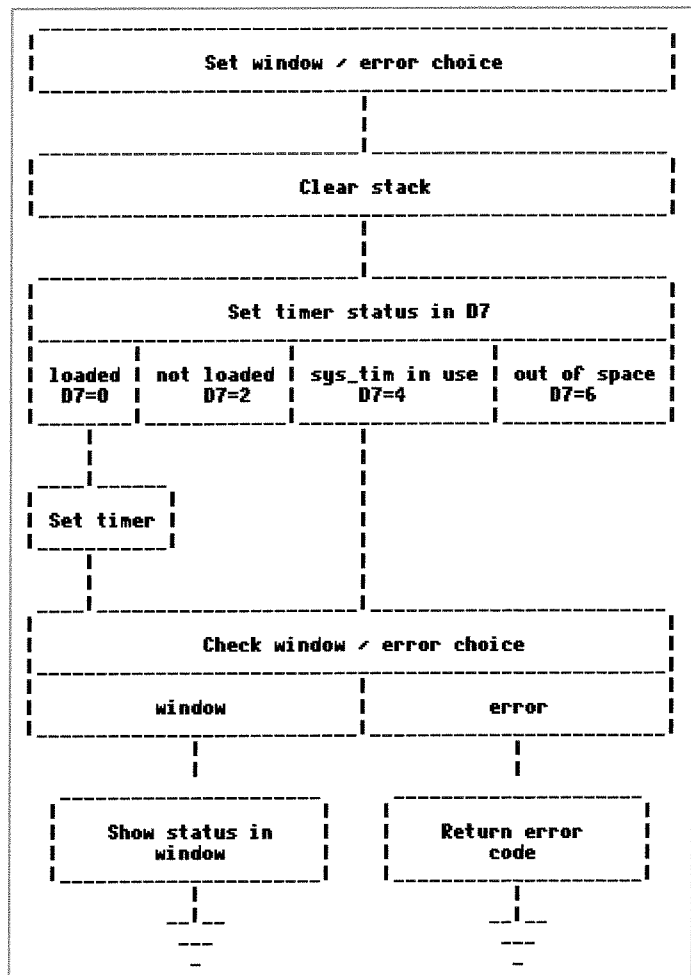 Set window / error choice
Clear stack
Set timer status in D7
loaded not loaded sys_tim in use out of space
D7=0 D7=2 D7=4 D7=6
Set timer
Check window / error choice
window error
Show status in Return error
window code